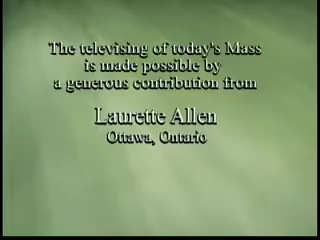 The televising of today's Mass
is made possible by
a generous contribution from
Laurette Allen
Ottawa, Ontario